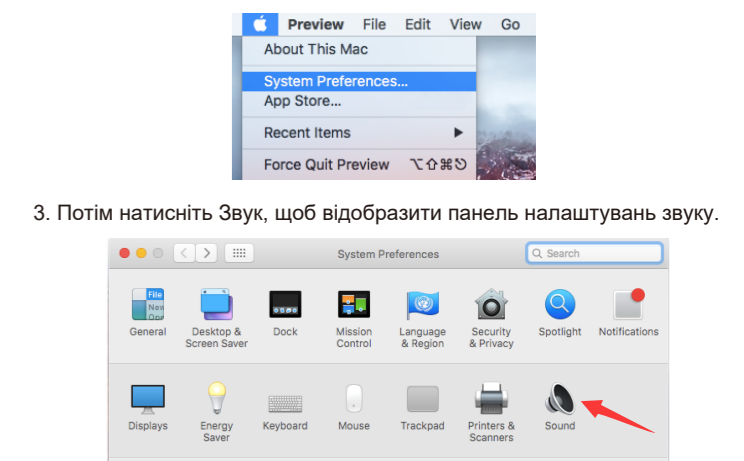 Preview File Edit View Go
About This Mac
System Preferences...
App Store...
Recent Items
Force Quit Preview ⌥⇧⌘⎋
3. Потім натисніть Звук, щоб відобразити панель налаштувань звуку.
System Preferences
Search
File
New
General
Desktop &
Screen Saver
Dock
Mission
Control
Language
& Region
Security
& Privacy
Spotlight
Notifications
Displays
Energy
Saver
Keyboard
Mouse
Trackpad
Printers &
Scanners
Sound